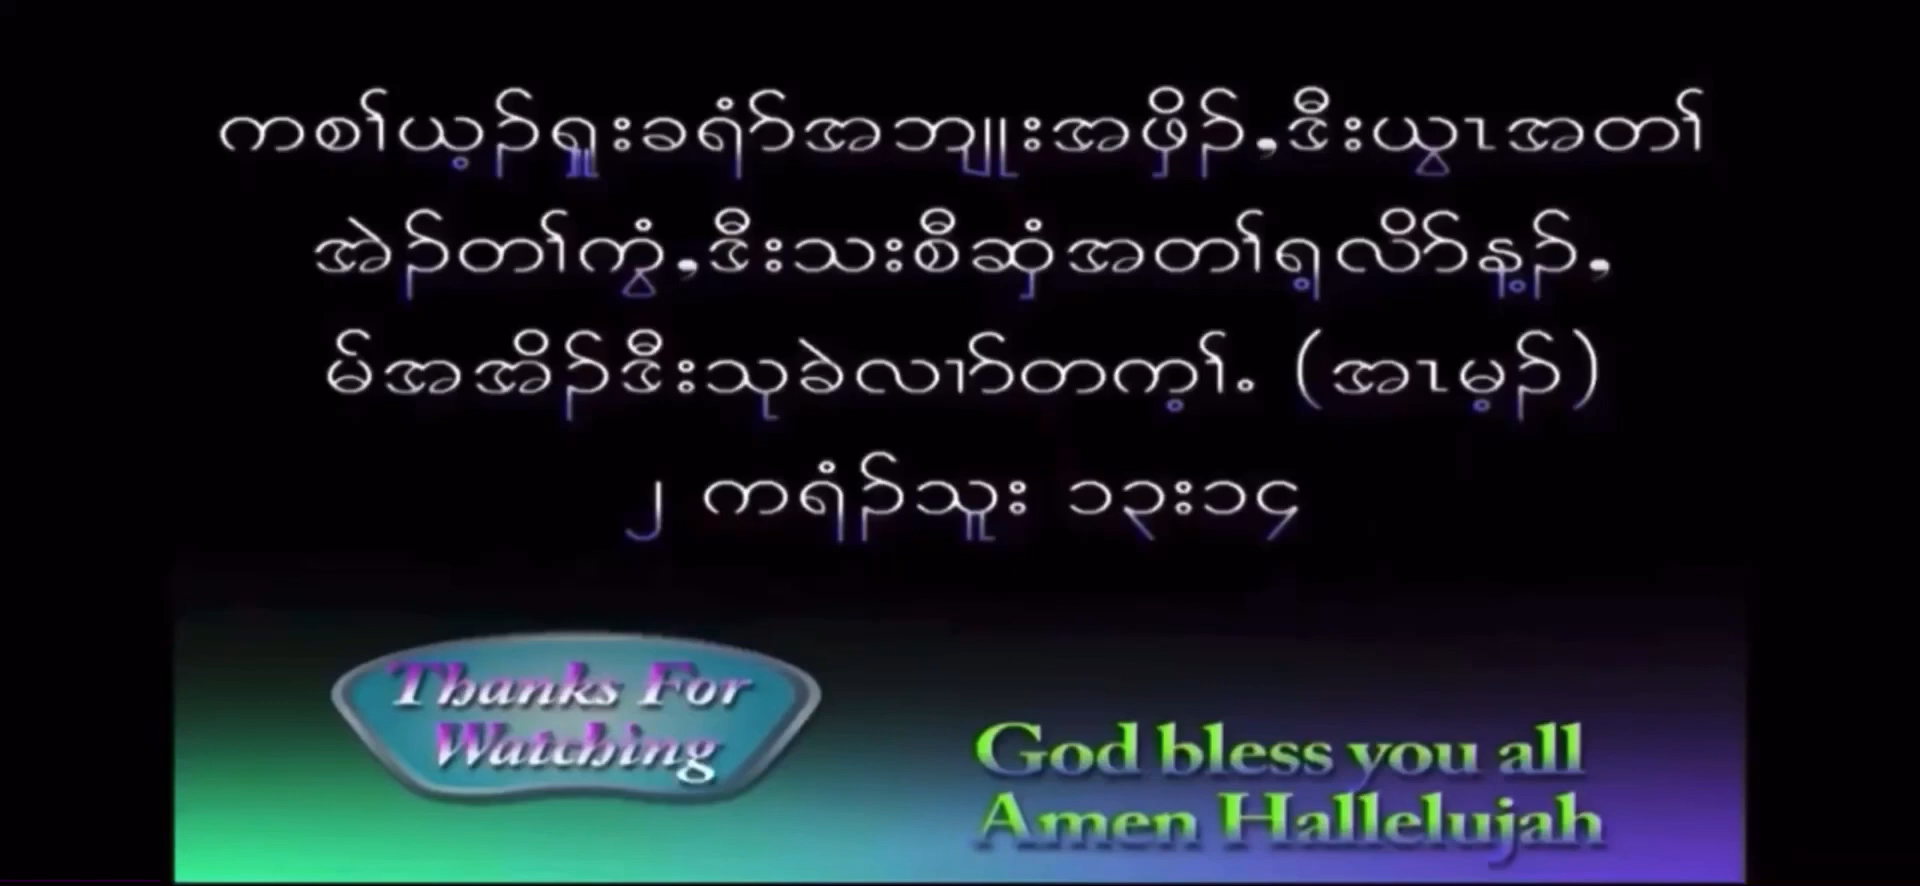 ကစၢ်ယ့ၣ်ရှူးခရံာ်အဘျုးအဖှိၣ်,ဒီးယွၤအတၢ်
အဲၣ်တၢ်ကွံ,ဒီးသးစီဆှံအတၢ်ရ့လိာ်န့ၣ်,
မ်အအိၣ်ဒီးသုခဲလၢာ်တက့ၢ်. (အၤမ့ၣ်)
၂ ကရံၣ်သူး ၁၃း၁၄
Thanks For
Watching
God bless you all
Amen Hallelujah